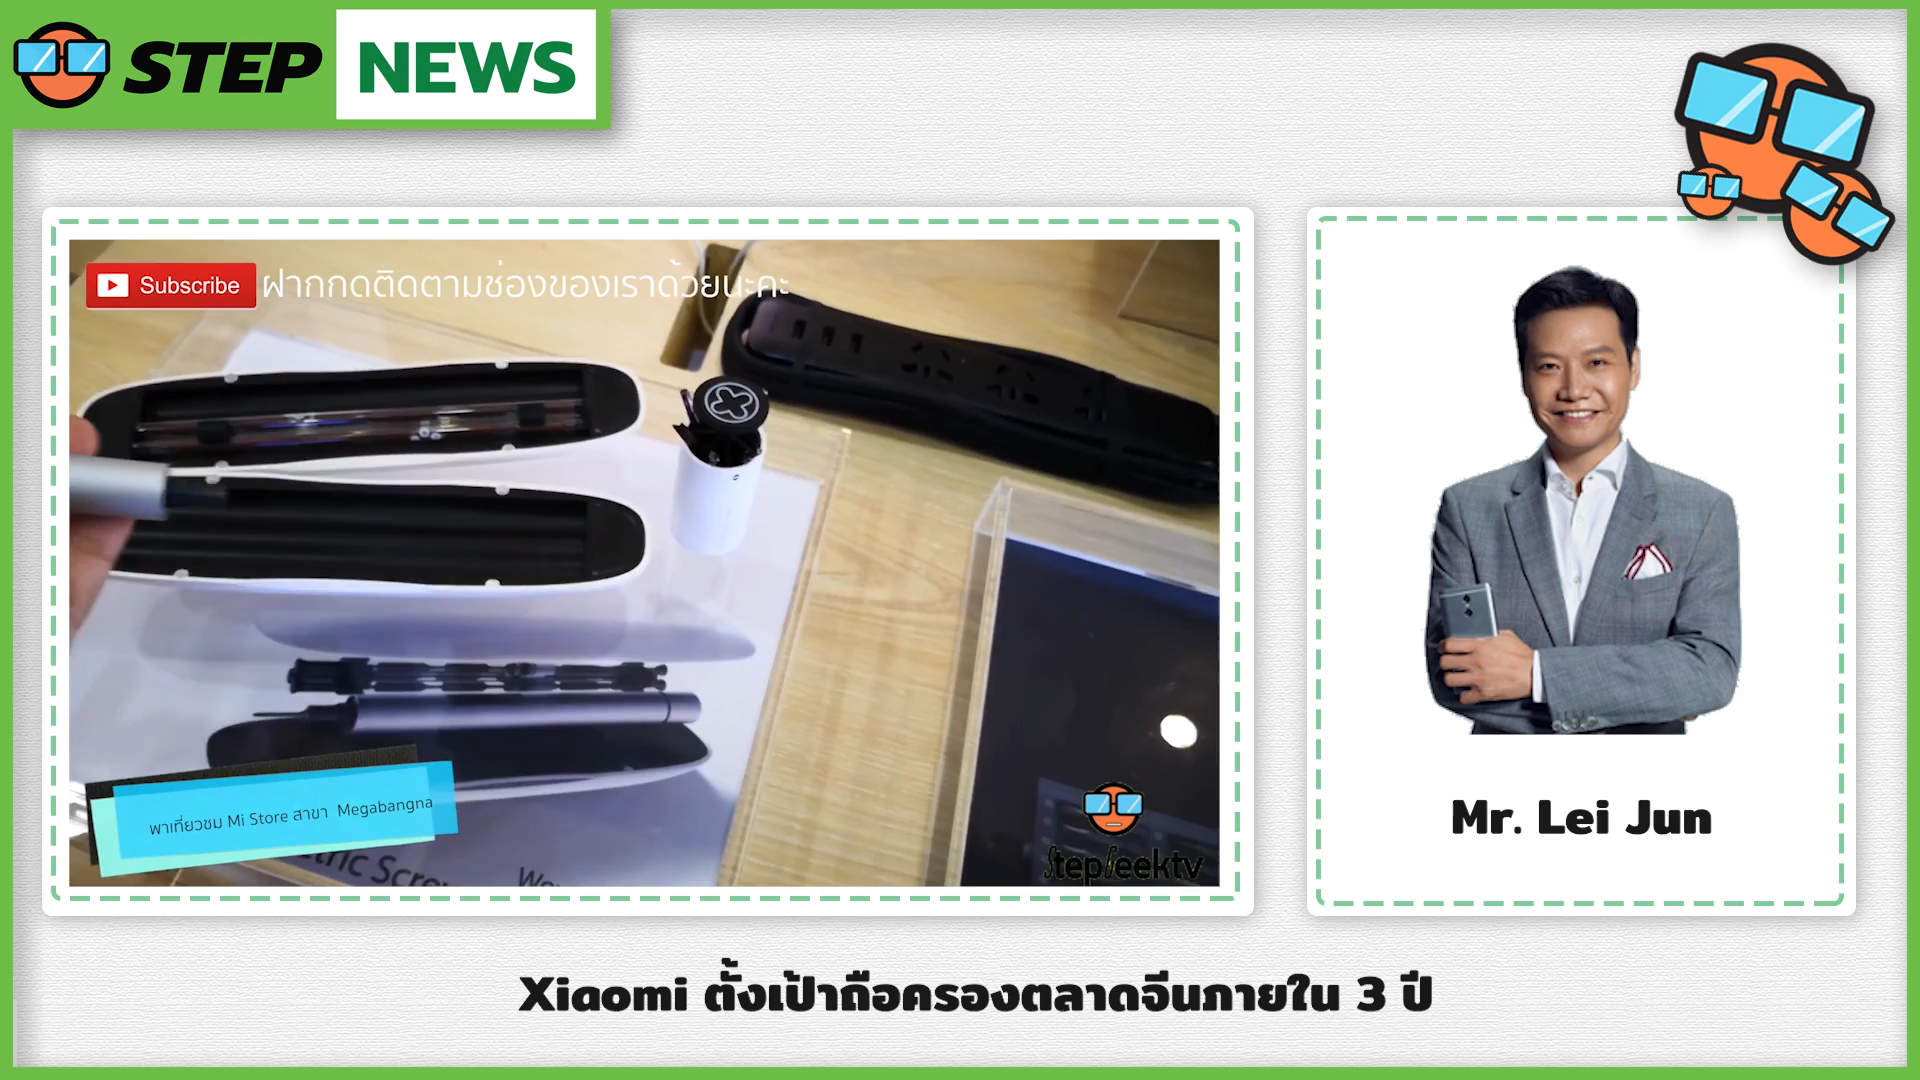 STEP NEWS
Subscribe ฝากกดติดตามช่องของเราด้วยนะคะ
พาเที่ยวชม Mi Store สาขา Megabangna
StepGeektv
Mr. Lei Jun
Xiaomi ตั้งเป้าถือครองตลาดจีนภายใน 3 ปี